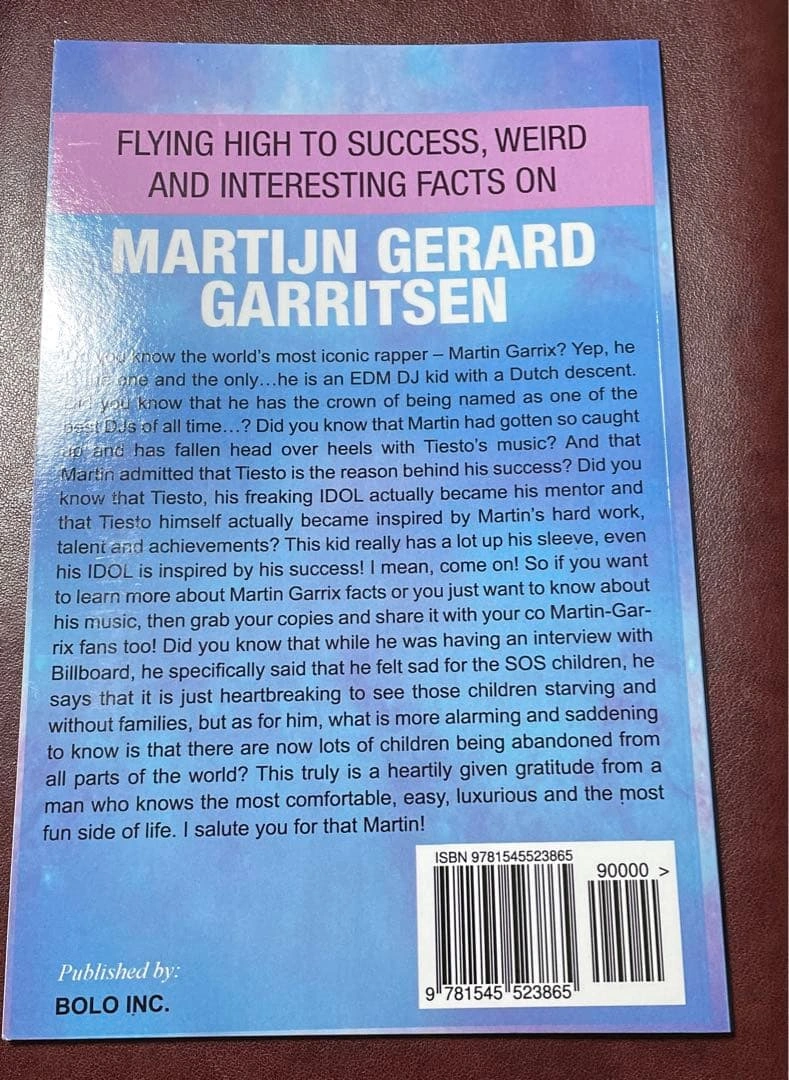 FLYING HIGH TO SUCCESS, WEIRD
AND INTERESTING FACTS ON
MARTIJN GERARD
GARRITSEN
you know the world's most iconic rapper – Martin Garrix? Yep, he
is the one and the only...he is an EDM DJ kid with a Dutch descent.
Did you know that he has the crown of being named as one of the
best DJs of all time...? Did you know that Martin had gotten so caught
up and has fallen head over heels with Tiesto's music? And that
Martin admitted that Tiesto is the reason behind his success? Did you
know that Tiesto, his freaking IDOL actually became his mentor and
that Tiesto himself actually became inspired by Martin's hard work,
talent and achievements? This kid really has a lot up his sleeve, even
his IDOL is inspired by his success! I mean, come on! So if you want
to learn more about Martin Garrix facts or you just want to know about
his music, then grab your copies and share it with your co Martin-Gar-
rix fans too! Did you know that while he was having an interview with
Billboard, he specifically said that he felt sad for the SOS children, he
says that it is just heartbreaking to see those children starving and
without families, but as for him, what is more alarming and saddening
to know is that there are now lots of children being abandoned from
all parts of the world? This truly is a heartily given gratitude from a
man who knows the most comfortable, easy, luxurious and the most
fun side of life. I salute you for that Martin!
ISBN 9781545523865
90000 >
9 781545 523865
Published by:
BOLO INC.